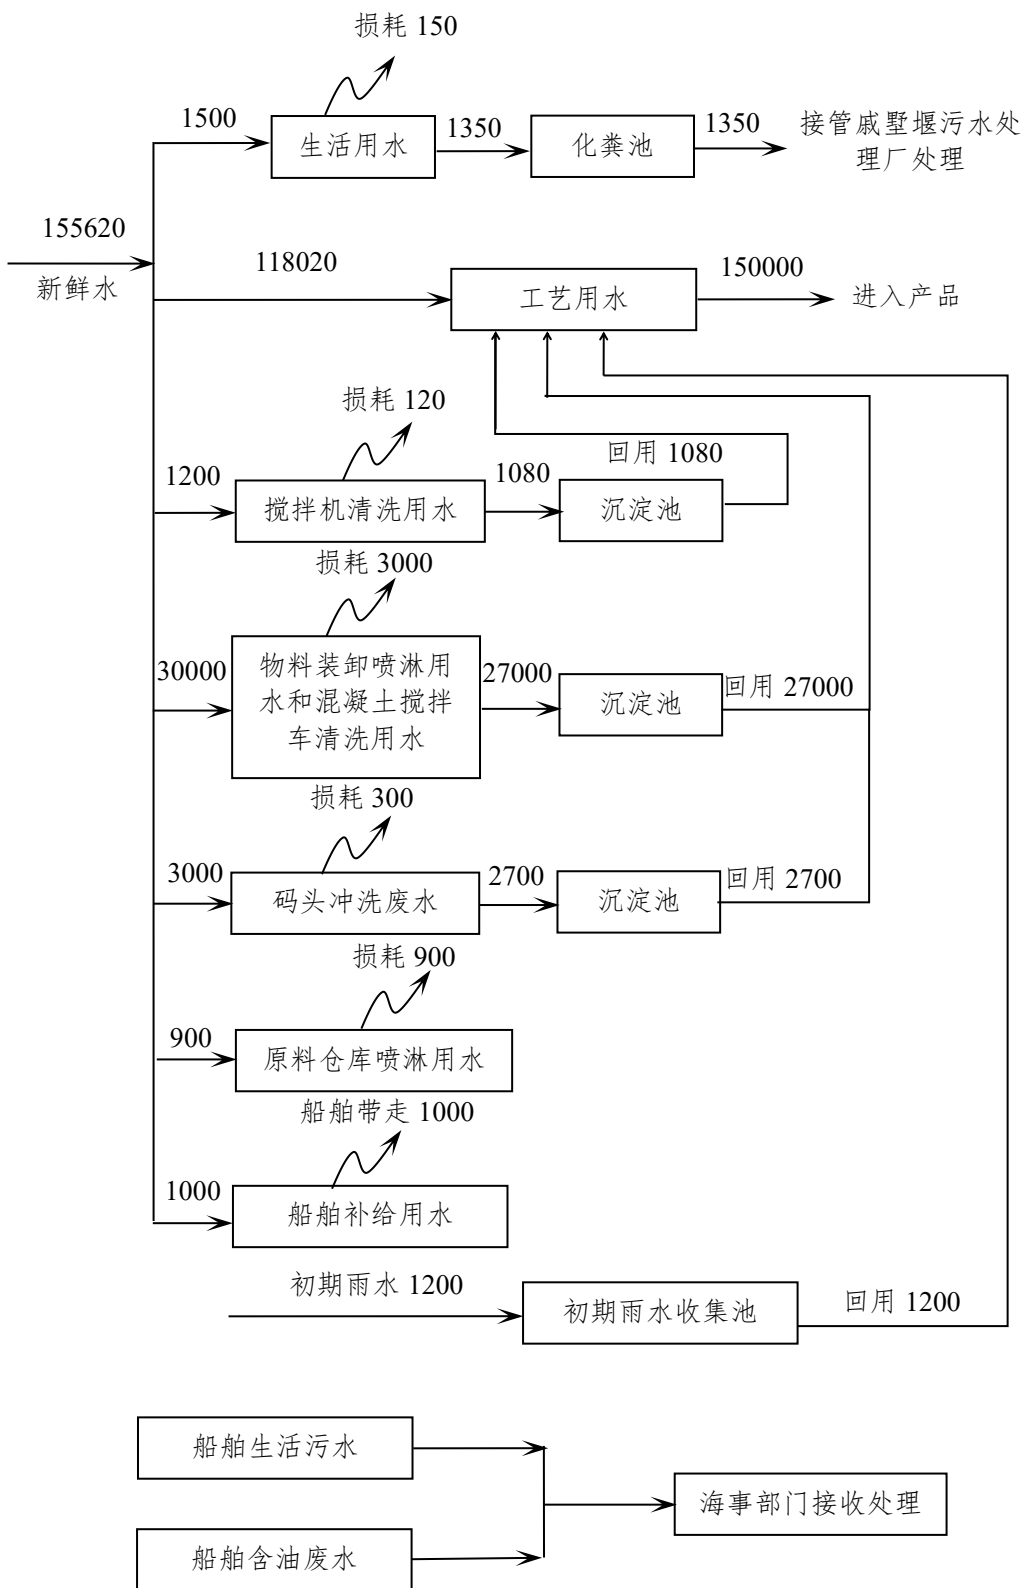 损耗 150
1500
生活用水
1350
化粪池
1350
接管戚墅堰污水处
理厂处理
155620
新鲜水
118020
工艺用水
150000
进入产品
损耗 120
1200
搅拌机清洗用水
1080
沉淀池
回用 1080
损耗 3000
30000
物料装卸喷淋用
水和混凝土搅拌
车清洗用水
27000
沉淀池
回用 27000
损耗 300
3000
码头冲洗废水
2700
沉淀池
回用 2700
损耗 900
900
原料仓库喷淋用水
船舶带走 1000
1000
船舶补给用水
初期雨水 1200
初期雨水收集池
回用 1200
船舶生活污水
海事部门接收处理
船舶含油废水